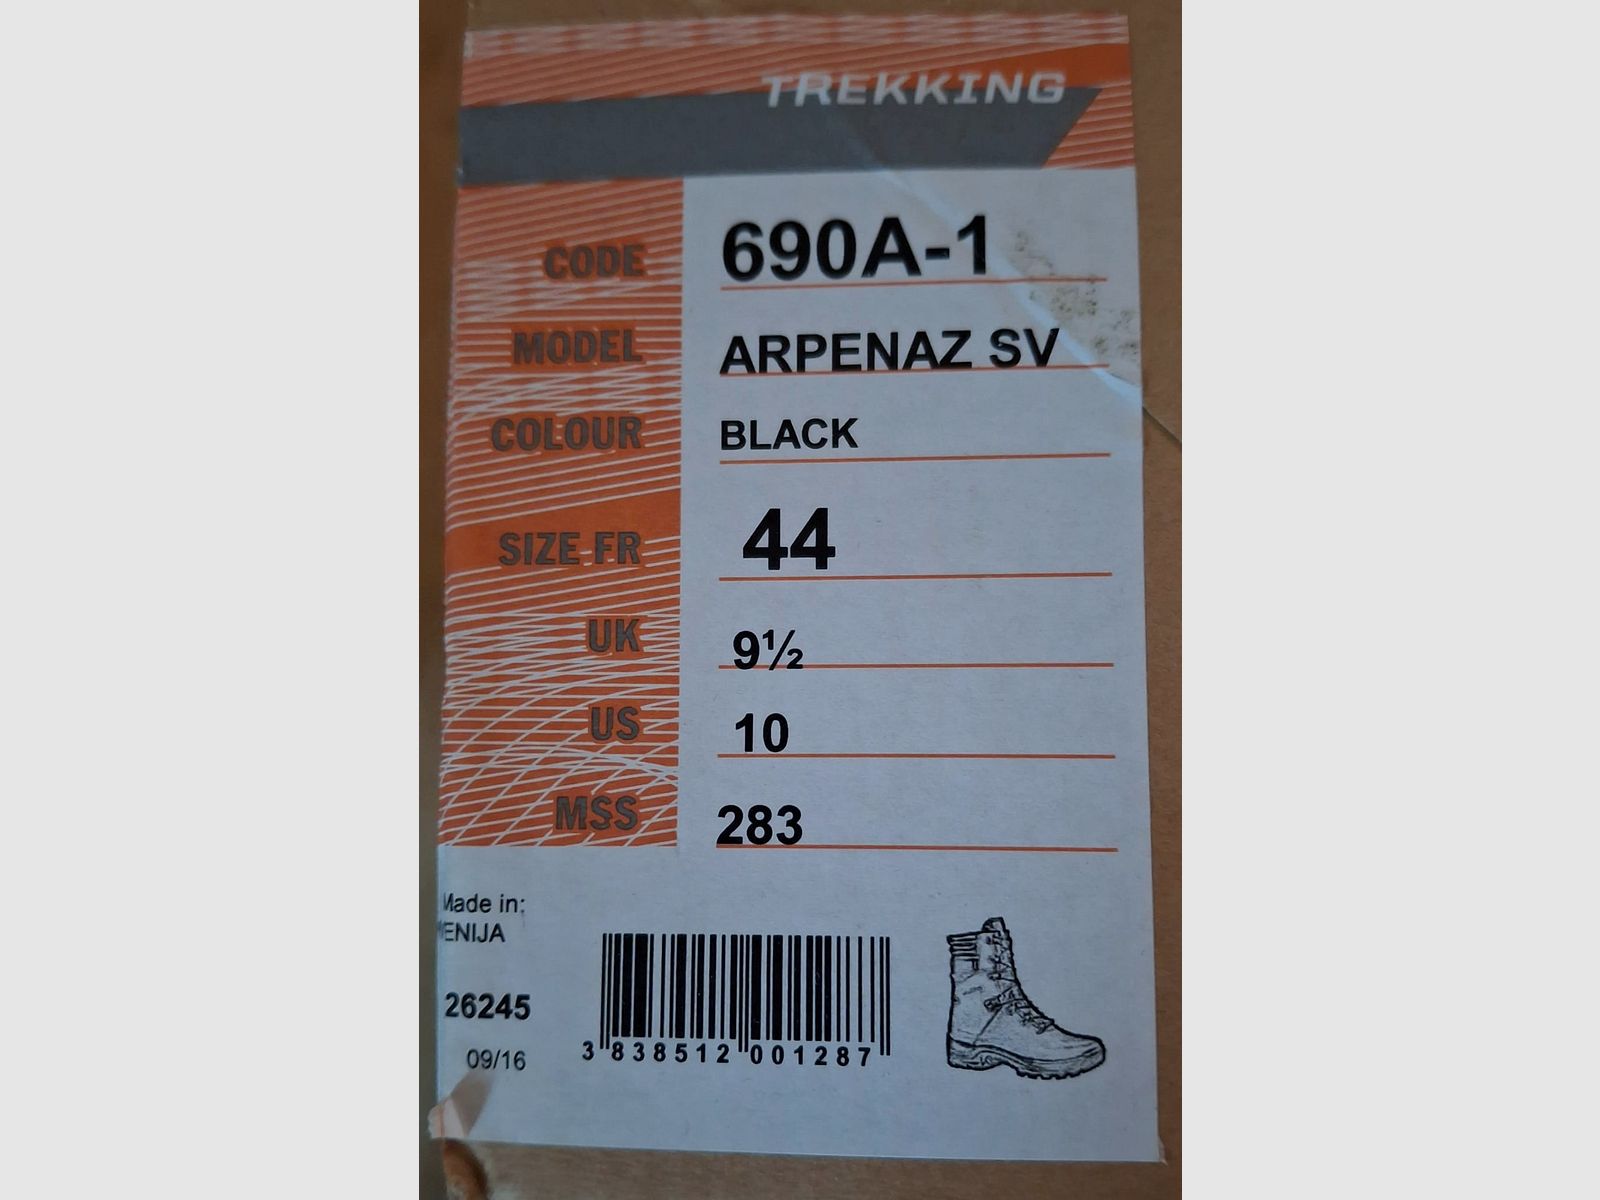 TREKKING
CODE 690A-1
MODEL ARPENAZ SV
COLOUR BLACK
SIZE FR 44
UK 9½
US 10
MSS 283
Made in:
ENIJA
26245
09/16
3 838512 001287